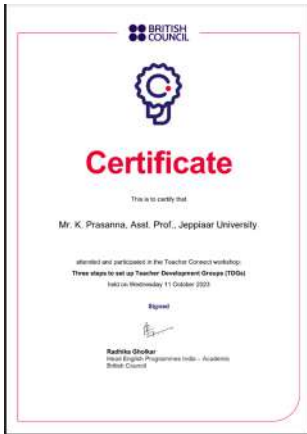 BRITISH
COUNCIL
Certificate
This is to certify that
Mr. K. Prasanna, Asst. Prof., Jeppiaar University
attended and participated in the Teacher Connect workshop:
Three steps to set up Teacher Development Groups (TDGs)
held on Wednesday 11 October 2023
Signed
Radhika Gholkar
Head English Programmes India – Academic
British Council